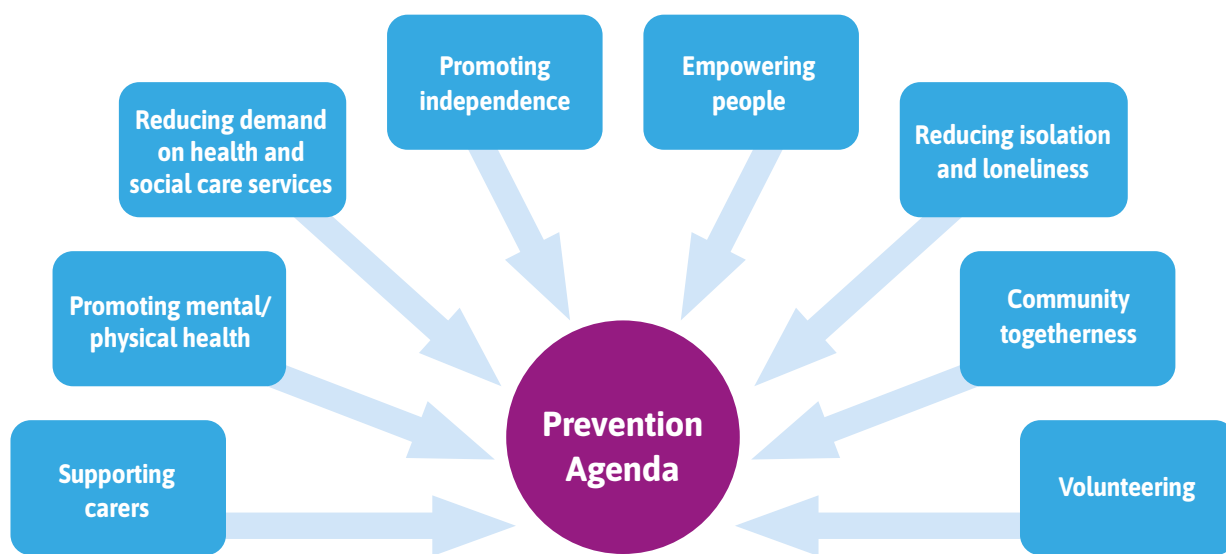 Promoting
independence
Empowering
people
Reducing demand
on health and
social care services
Reducing isolation
and loneliness
Promoting mental/
physical health
Community
togetherness
Prevention
Agenda
Supporting
carers
Volunteering